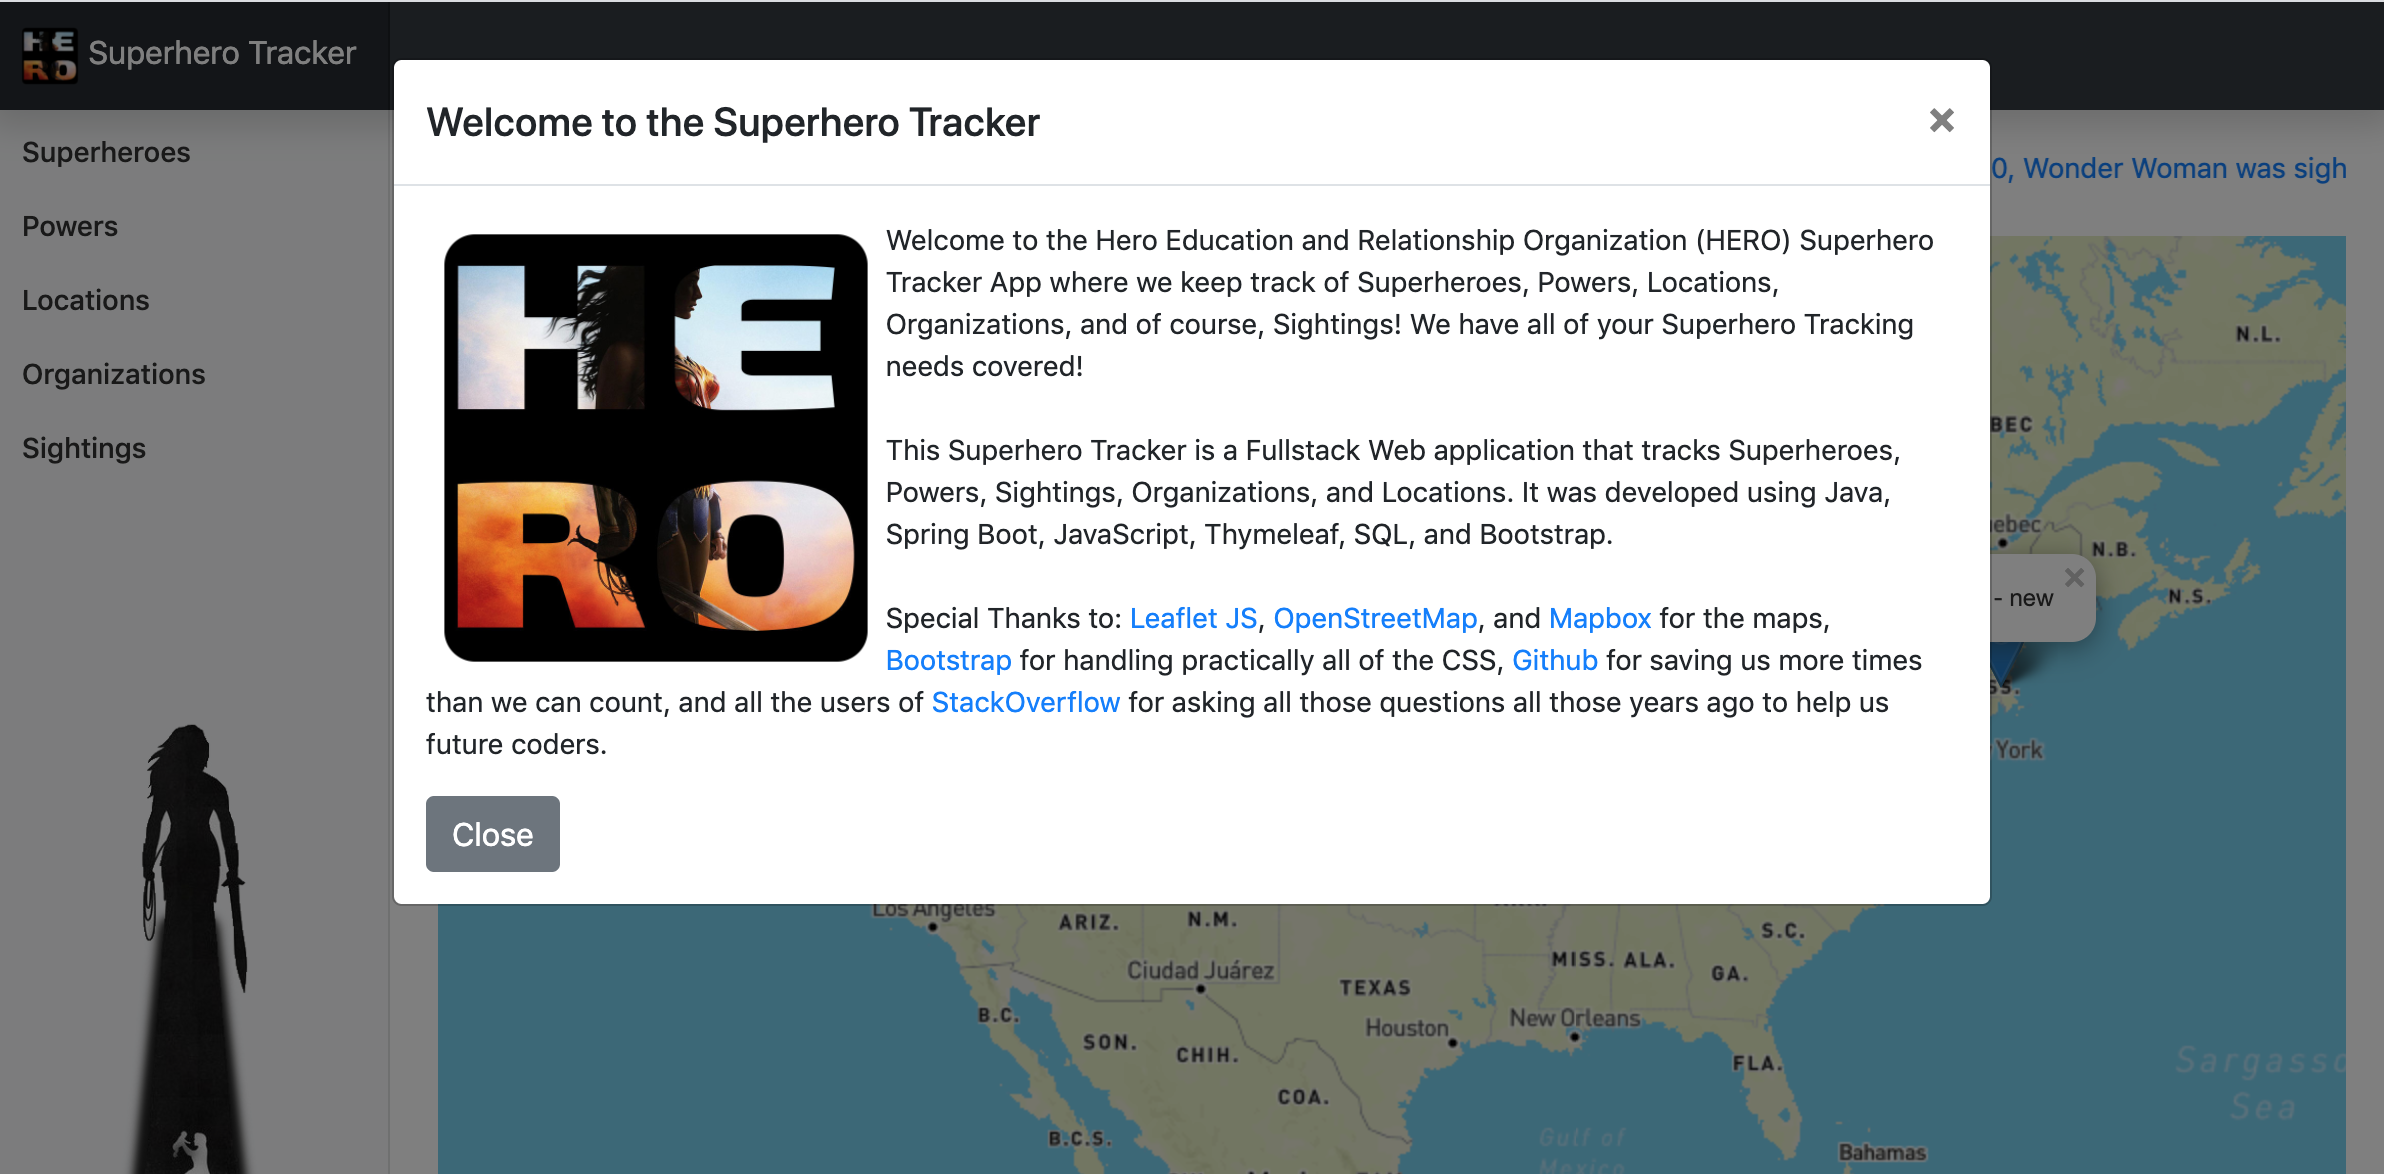 HERO Superhero Tracker
Superheroes
Powers
Locations
Organizations
Sightings
0, Wonder Woman was sigh
Welcome to the Superhero Tracker
×
HE
RO
Welcome to the Hero Education and Relationship Organization (HERO) Superhero
Tracker App where we keep track of Superheroes, Powers, Locations,
Organizations, and of course, Sightings! We have all of your Superhero Tracking
needs covered!
This Superhero Tracker is a Fullstack Web application that tracks Superheroes,
Powers, Sightings, Organizations, and Locations. It was developed using Java,
Spring Boot, JavaScript, Thymeleaf, SQL, and Bootstrap.
Special Thanks to: Leaflet JS, OpenStreetMap, and Mapbox for the maps,
Bootstrap for handling practically all of the CSS, Github for saving us more times
than we can count, and all the users of StackOverflow for asking all those questions all those years ago to help us
future coders.
Close
N.L.
BEC
uebec
N.B.
×
- new
N.S.
SS.
York
Los Angeles
ARIZ.
N.M.
S.C.
MISS.
ALA.
GA.
Ciudad Juárez
TEXAS
B.C.
Houston
New Orleans
SON.
CHIH.
FLA.
COA.
Sargasso
Sea
B.C.S.
Gulf of
Mexico
Bahamas